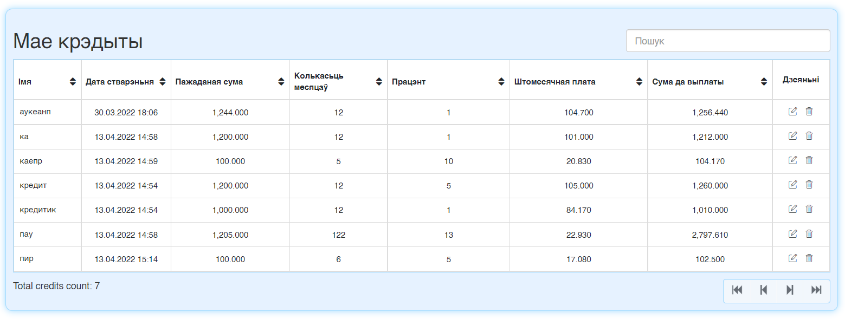 Мае крэдыты
Пошук
Імя Дата стварэньня Пажаданая сума Колькасьць месяцаў Працэнт Штомесячная плата Сума да выплаты Дзеяньні
аукеанп 30.03.2022 18:06 1,244.000 12 1 104.700 1,256.440
ка 13.04.2022 14:58 1,200.000 12 1 101.000 1,212.000
каепр 13.04.2022 14:59 100.000 5 10 20.830 104.170
кредит 13.04.2022 14:54 1,200.000 12 5 105.000 1,260.000
кредитик 13.04.2022 14:54 1,000.000 12 1 84.170 1,010.000
пау 13.04.2022 14:58 1,205.000 122 13 22.930 2,797.610
пир 13.04.2022 15:14 100.000 6 5 17.080 102.500
Total credits count: 7